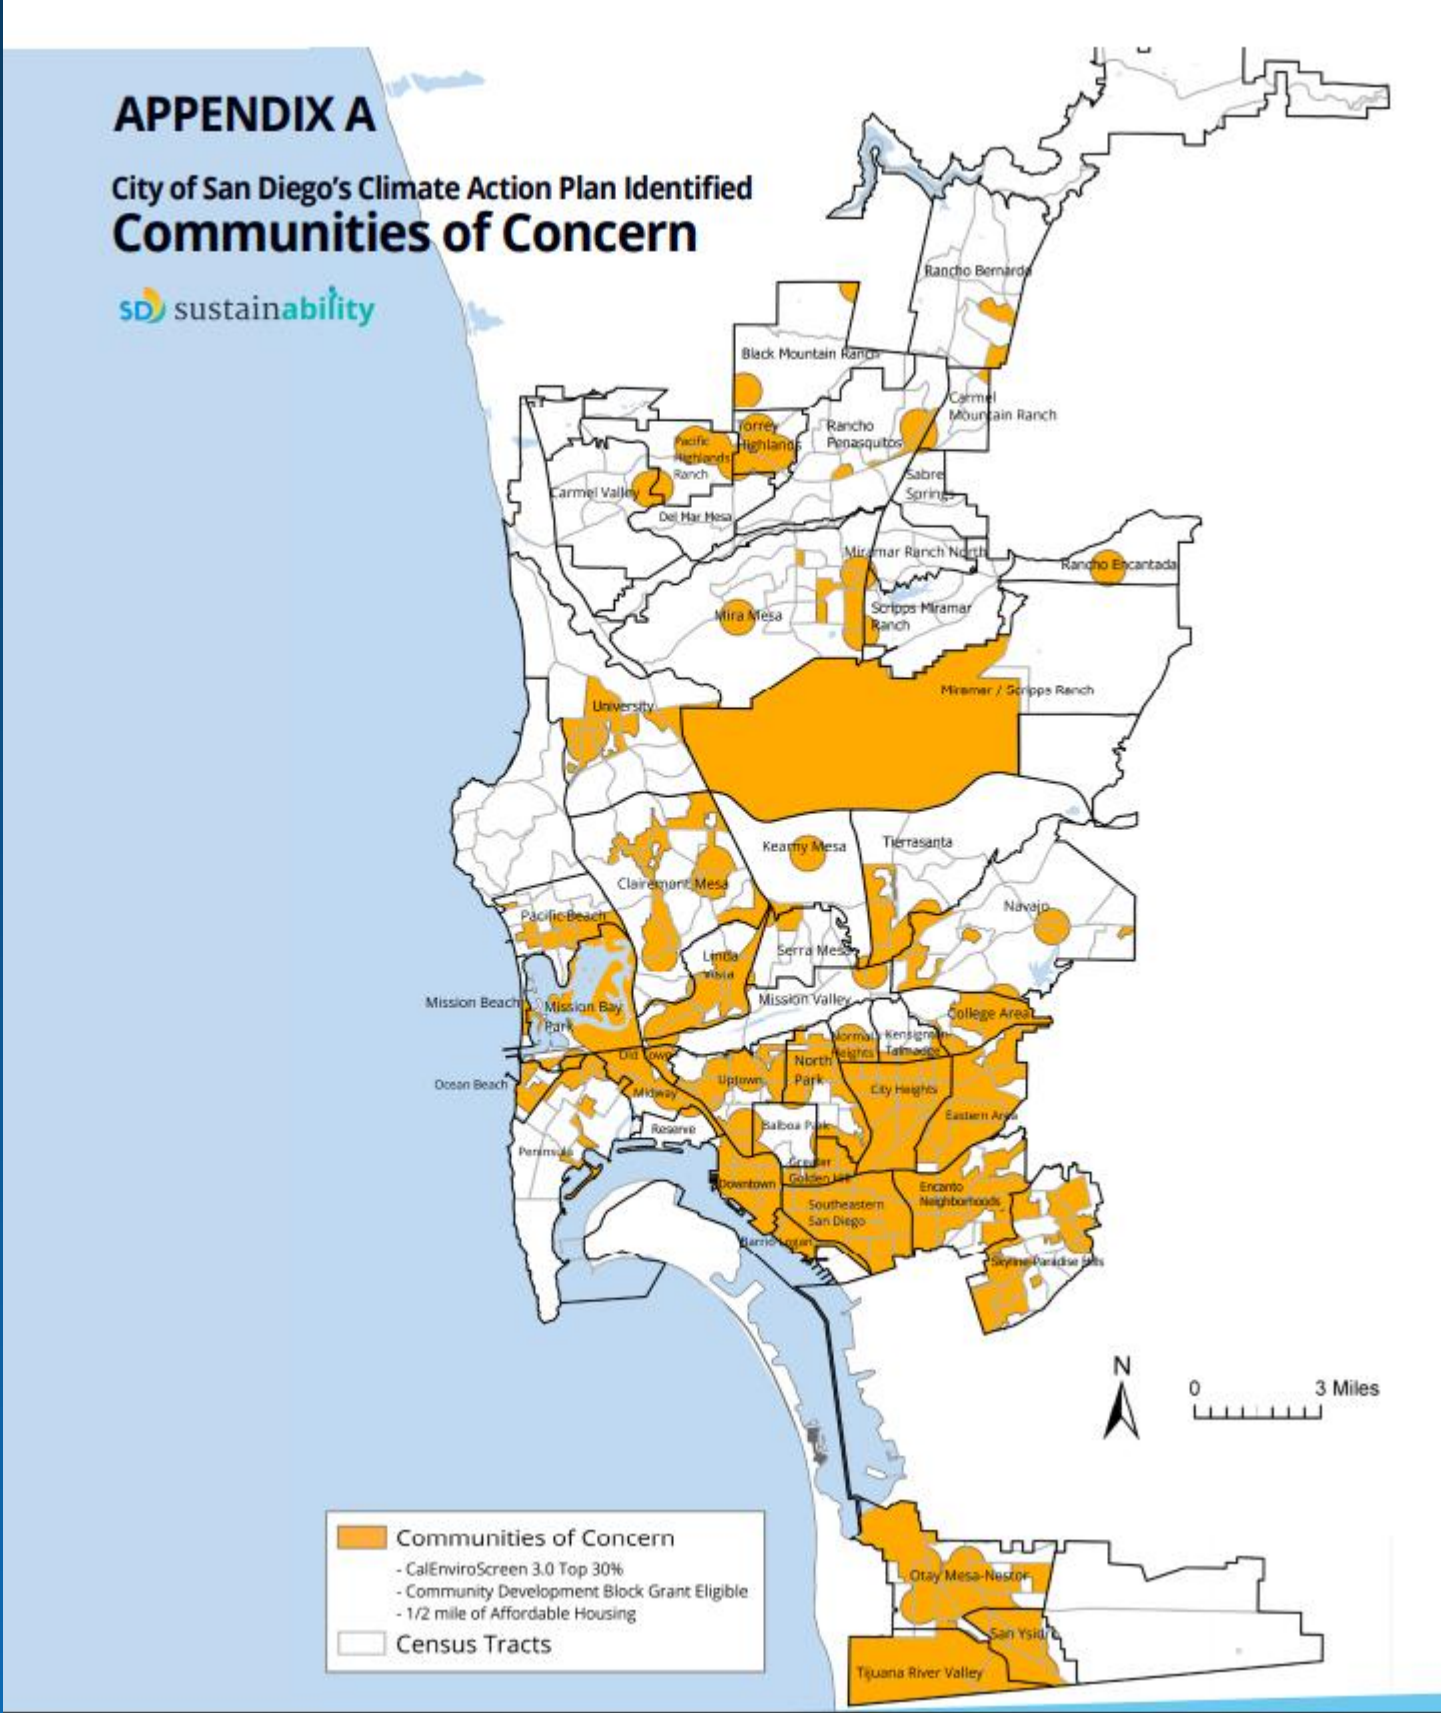 APPENDIX A
City of San Diego's Climate Action Plan Identified
Communities of Concern
SD sustainability
Rancho Bernardo
Black Mountain Ranch
Carmel
Mountain Ranch
Torrey
Highlands
Rancho
Penasquitos
Pacific
Highlands
Ranch
Sabre
Springs
Carmel Valley
Del Mar Mesa
Miramar Ranch North
Rancho Encantada
Mira Mesa
Scripps Miramar
Ranch
Miramar / Scripps Ranch
University
Kearny Mesa
Tierrasanta
Clairemont Mesa
Navajo
Pacific Beach
Serra Mesa
Linda
Vista
Mission Valley
Mission Beach
Mission Bay
Park
College Area
Normal
Heights
Kensington
Talmadge
Old Town
North
Park
Ocean Beach
Uptown
City Heights
Midway
Eastern Area
Reserve
Balboa Park
Peninsula
Greater
Golden Hill
Downtown
Encanto
Neighborhoods
Southeastern
San Diego
Barrio Logan
Skyline-Paradise Hills
N
0 3 Miles
Otay Mesa-Nestor
San Ysidro
Tijuana River Valley
Communities of Concern
- CalEnviroScreen 3.0 Top 30%
- Community Development Block Grant Eligible
- 1/2 mile of Affordable Housing
Census Tracts